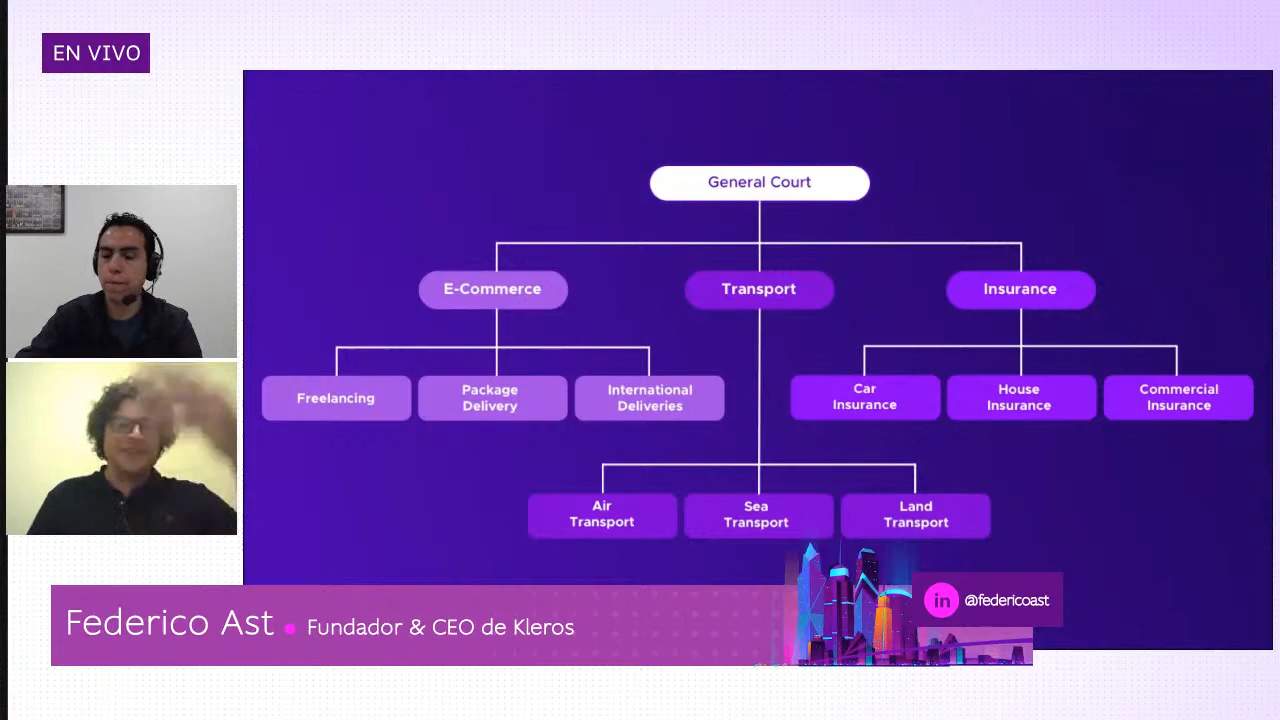 EN VIVO
General Court
E-Commerce
Transport
Insurance
Freelancing
Package
Delivery
International
Deliveries
Car
Insurance
House
Insurance
Commercial
Insurance
Air
Transport
Sea
Transport
Land
Transport
Federico Ast • Fundador & CEO de Kleros
in @federicoast